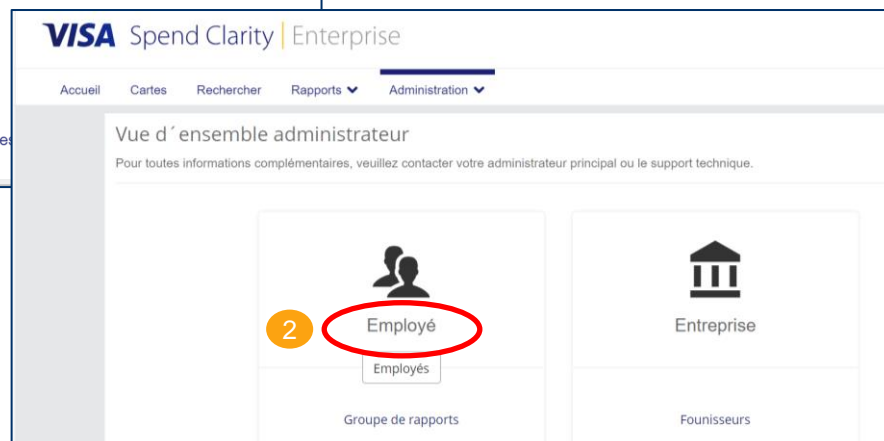 VISA Spend Clarity | Enterprise
Accueil Cartes Rechercher Rapports Administration
es
Vue d´ensemble administrateur
Pour toutes informations complémentaires, veuillez contacter votre administrateur principal ou le support technique.
2 Employé Entreprise
Employés
Groupe de rapports Founisseurs